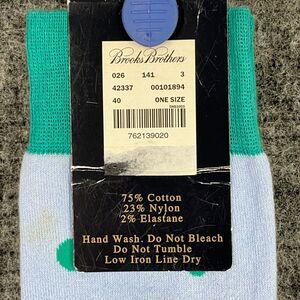 Brooks Brothers
026 141 3
42337 00101894
40 ONE SIZE
762139020
75% Cotton
23% Nylon
2% Elastane
Hand Wash. Do Not Bleach
Do Not Tumble
Low Iron Line Dry